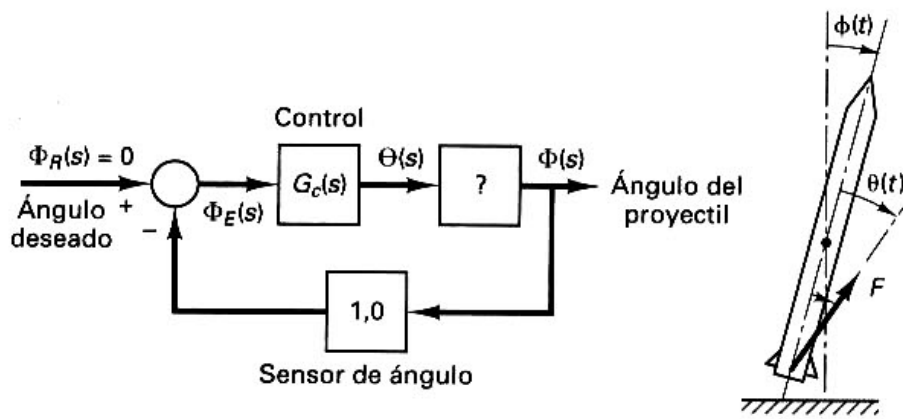 Control
Φ_R(s) = 0
Ángulo deseado
+
−
Φ_E(s)
G_c(s)
Θ(s)
?
Φ(s)
Ángulo del
proyectil
1,0
Sensor de ángulo
ϕ(t)
θ(t)
F